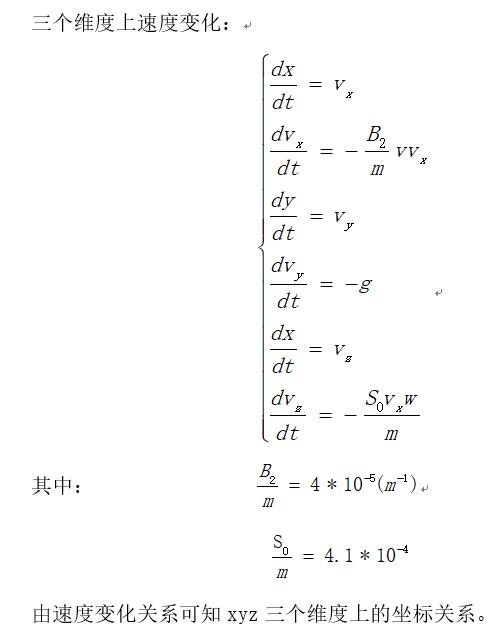 三个维度上速度变化：
dx/dt = v_x
dv_x/dt = -B_2/m vv_x
dy/dt = v_y
dv_y/dt = -g
dx/dt = v_z
dv_z/dt = -S_0v_xw/m
其中： B_2/m = 4*10^-5(m^-1)
S_0/m = 4.1*10^-4
由速度变化关系可知 xyz 三个维度上的坐标关系。